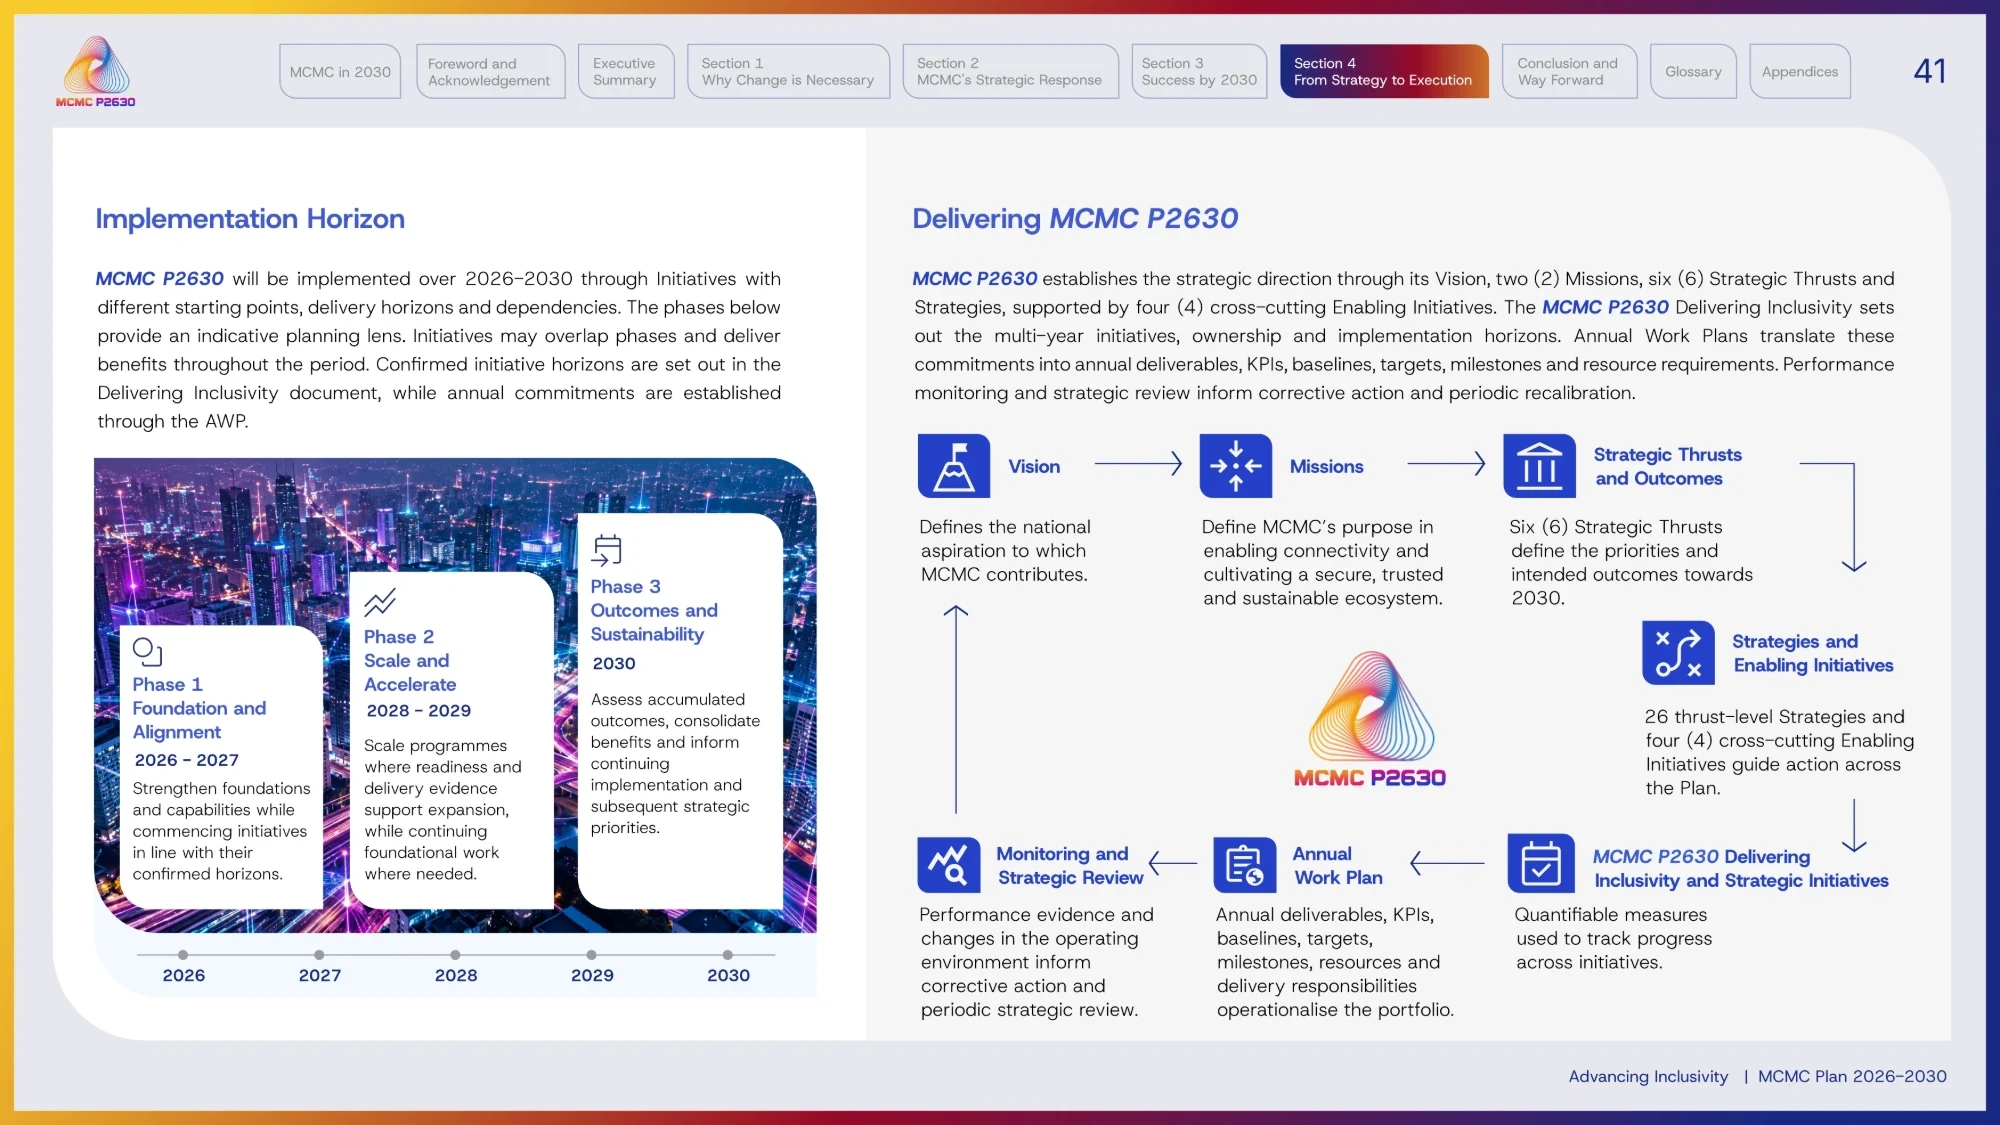 MCMC P2630
MCMC in 2030
Foreword and
Acknowledgement
Executive
Summary
Section 1
Why Change is Necessary
Section 2
MCMC's Strategic Response
Section 3
Success by 2030
Section 4
From Strategy to Execution
Conclusion and
Way Forward
Glossary
Appendices
41
Implementation Horizon
MCMC P2630 will be implemented over 2026-2030 through Initiatives with
different starting points, delivery horizons and dependencies. The phases below
provide an indicative planning lens. Initiatives may overlap phases and deliver
benefits throughout the period. Confirmed initiative horizons are set out in the
Delivering Inclusivity document, while annual commitments are established
through the AWP.
Phase 1
Foundation and
Alignment
2026 - 2027
Strengthen foundations
and capabilities while
commencing initiatives
in line with their
confirmed horizons.
Phase 2
Scale and
Accelerate
2028 - 2029
Scale programmes
where readiness and
delivery evidence
support expansion,
while continuing
foundational work
where needed.
Phase 3
Outcomes and
Sustainability
2030
Assess accumulated
outcomes, consolidate
benefits and inform
continuing
implementation and
subsequent strategic
priorities.
2026
2027
2028
2029
2030
Delivering MCMC P2630
MCMC P2630 establishes the strategic direction through its Vision, two (2) Missions, six (6) Strategic Thrusts and
Strategies, supported by four (4) cross-cutting Enabling Initiatives. The MCMC P2630 Delivering Inclusivity sets
out the multi-year initiatives, ownership and implementation horizons. Annual Work Plans translate these
commitments into annual deliverables, KPIs, baselines, targets, milestones and resource requirements. Performance
monitoring and strategic review inform corrective action and periodic recalibration.
Vision
Defines the national
aspiration to which
MCMC contributes.
Missions
Define MCMC's purpose in
enabling connectivity and
cultivating a secure, trusted
and sustainable ecosystem.
Strategic Thrusts
and Outcomes
Six (6) Strategic Thrusts
define the priorities and
intended outcomes towards
2030.
Strategies and
Enabling Initiatives
26 thrust-level Strategies and
four (4) cross-cutting Enabling
Initiatives guide action across
the Plan.
MCMC P2630
MCMC P2630 Delivering
Inclusivity and Strategic Initiatives
Quantifiable measures
used to track progress
across initiatives.
Annual
Work Plan
Annual deliverables, KPIs,
baselines, targets,
milestones, resources and
delivery responsibilities
operationalise the portfolio.
Monitoring and
Strategic Review
Performance evidence and
changes in the operating
environment inform
corrective action and
periodic strategic review.
Advancing Inclusivity | MCMC Plan 2026-2030